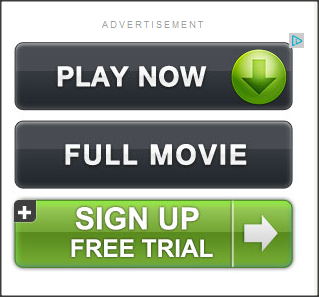 ADVERTISEMENT
PLAY NOW
FULL MOVIE
SIGN UP
FREE TRIAL